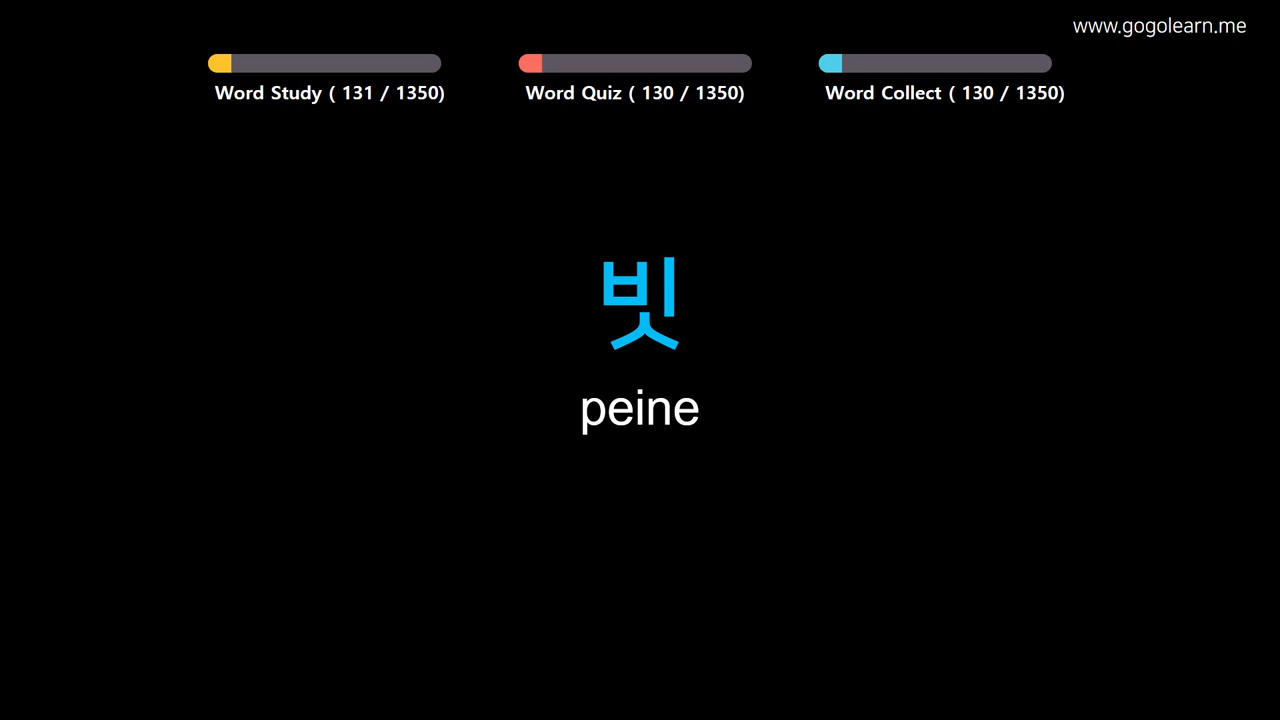 www.gogolearn.me
Word Study ( 131 / 1350)
Word Quiz ( 130 / 1350)
Word Collect ( 130 / 1350)
빗
peine